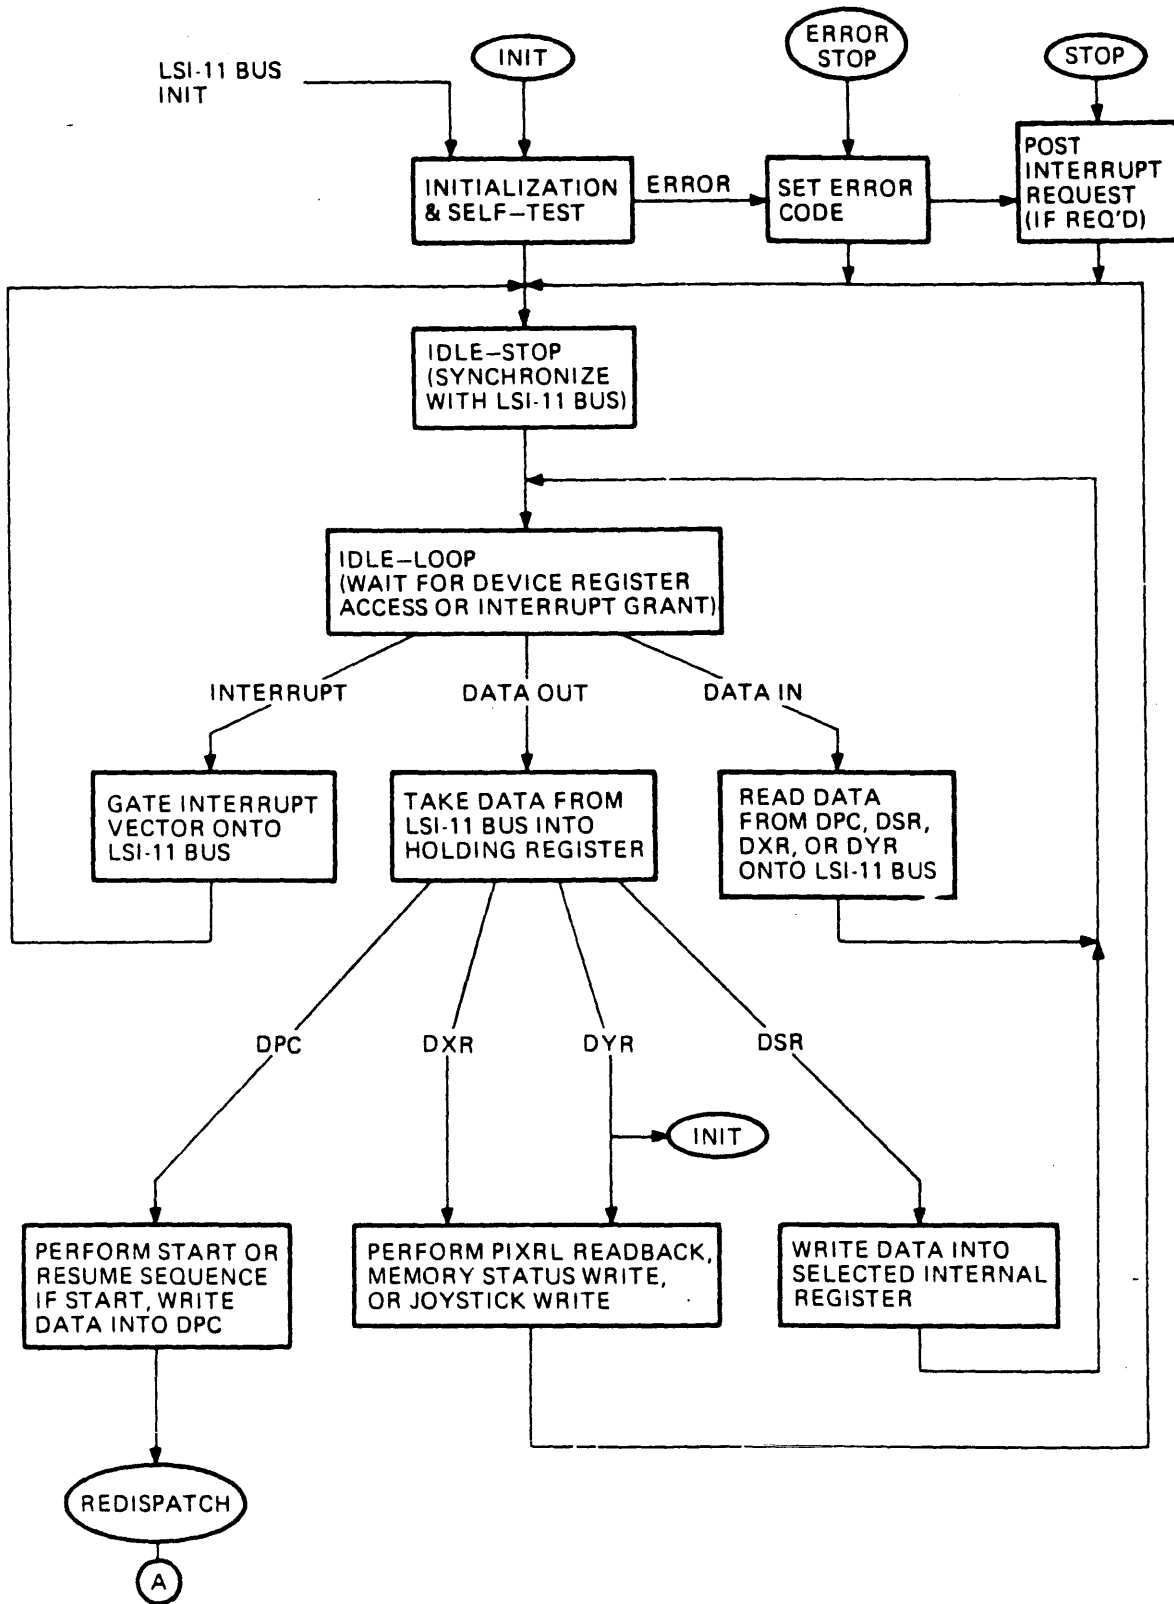 INIT
ERROR
STOP
STOP
LSI-11 BUS
INIT
INITIALIZATION
& SELF-TEST
ERROR
SET ERROR
CODE
POST
INTERRUPT
REQUEST
(IF REQ'D)
IDLE-STOP
(SYNCHRONIZE
WITH LSI-11 BUS)
IDLE-LOOP
(WAIT FOR DEVICE REGISTER
ACCESS OR INTERRUPT GRANT)
INTERRUPT
DATA OUT
DATA IN
GATE INTERRUPT
VECTOR ONTO
LSI-11 BUS
TAKE DATA FROM
LSI-11 BUS INTO
HOLDING REGISTER
READ DATA
FROM DPC, DSR,
DXR, OR DYR
ONTO LSI-11 BUS
DPC
DXR
DYR
DSR
INIT
PERFORM START OR
RESUME SEQUENCE
IF START, WRITE
DATA INTO DPC
PERFORM PIXRL READBACK,
MEMORY STATUS WRITE,
OR JOYSTICK WRITE
WRITE DATA INTO
SELECTED INTERNAL
REGISTER
REDISPATCH
A